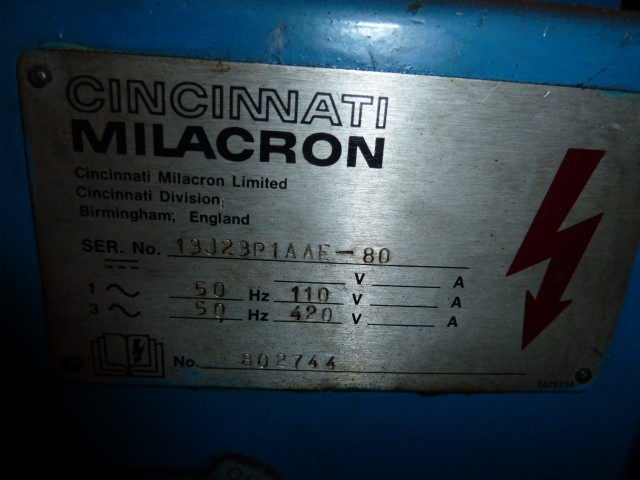 CINCINNATI
MILACRON
Cincinnati Milacron Limited
Cincinnati Division,
Birmingham, England
SER. No. 13J23P1AAE-80
V A
1 50 Hz 110 V A
3 50 Hz 420 V A
No. 802744